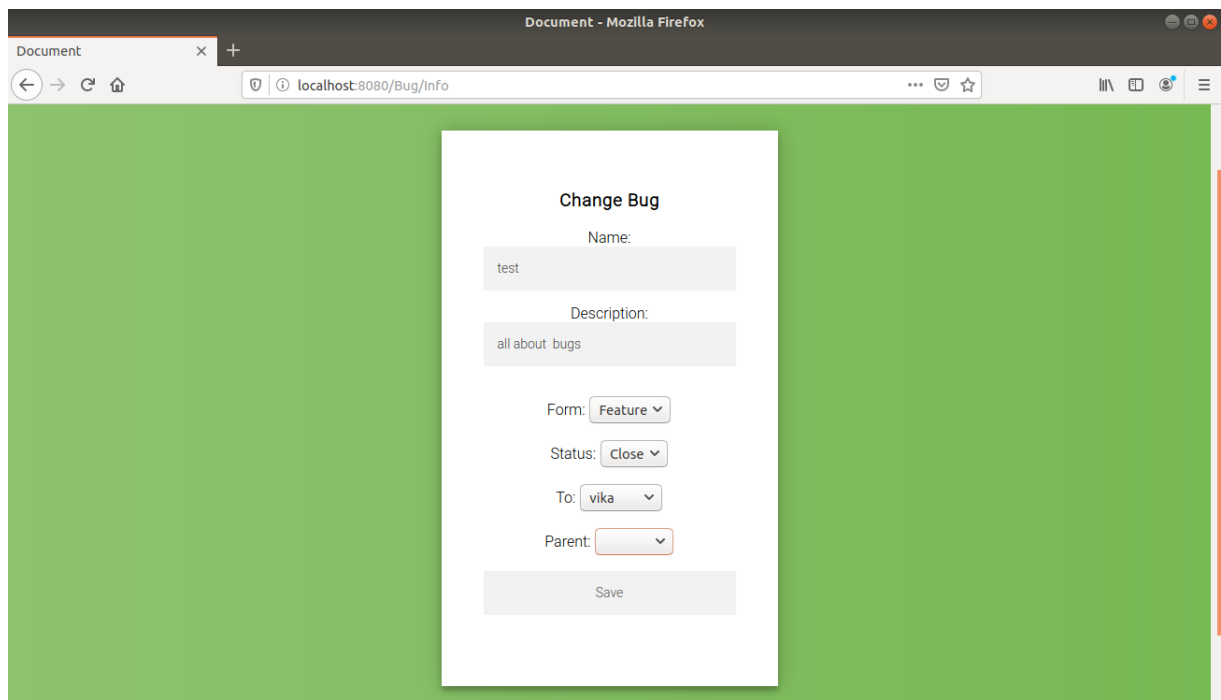 Document - Mozilla Firefox
Document
localhost:8080/Bug/Info
Change Bug
Name:
test
Description:
all about bugs
Form: Feature
Status: Close
To: vika
Parent:
Save